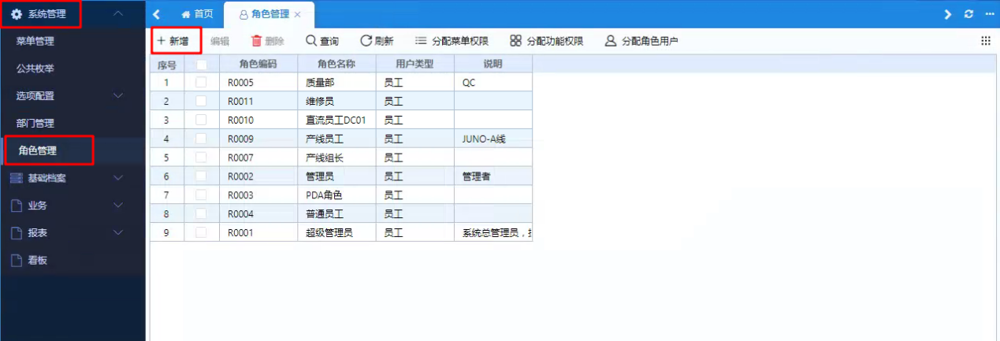 系统管理
首页
角色管理
菜单管理
公共枚举
选项配置
部门管理
角色管理
基础档案
业务
报表
看板
新增 编辑 删除 查询 刷新 分配菜单权限 分配功能权限 分配角色用户
序号 角色编码 角色名称 用户类型 说明
1 R0005 质量部 员工 QC
2 R0011 维修员 员工
3 R0010 直流员工DC01 员工
4 R0009 产线员工 员工 JUNO-A线
5 R0007 产线组长 员工
6 R0002 管理员 员工 管理者
7 R0003 PDA角色 员工
8 R0004 普通员工 员工
9 R0001 超级管理员 员工 系统总管理员，